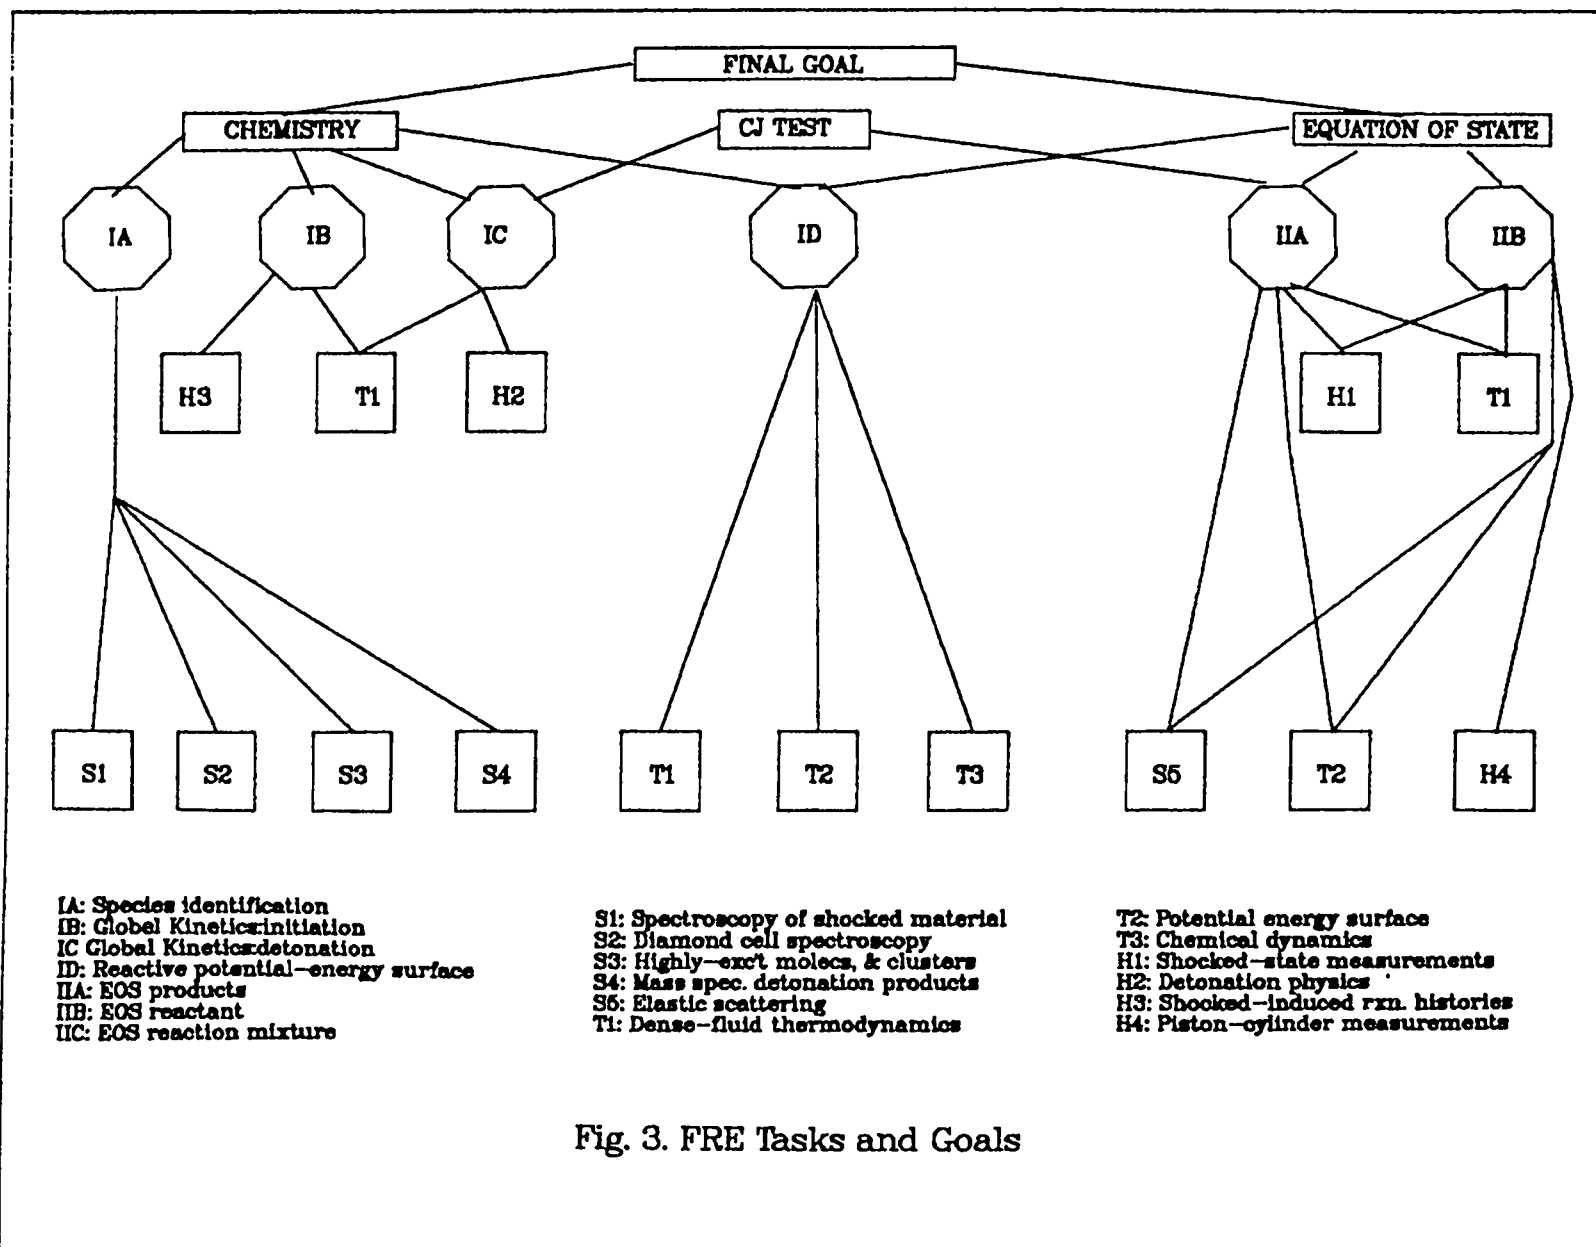 FINAL GOAL
CHEMISTRY
CJ TEST
EQUATION OF STATE
IA
IB
IC
ID
IIA
IIB
H3
T1
H2
H1
T1
S1
S2
S3
S4
T1
T2
T3
S5
T2
H4
IA: Species identification
IB: Global Kinetics:initiation
IC Global Kinetics:detonation
ID: Reactive potential-energy surface
IIA: EOS products
IIB: EOS reactant
IIC: EOS reaction mixture
S1: Spectroscopy of shocked material
S2: Diamond cell spectroscopy
S3: Highly-exc't molecs, & clusters
S4: Mass spec. detonation products
S5: Elastic scattering
T1: Dense-fluid thermodynamics
T2: Potential energy surface
T3: Chemical dynamics
H1: Shocked-state measurements
H2: Detonation physics
H3: Shocked-induced rxn. histories
H4: Piston-cylinder measurements
Fig. 3. FRE Tasks and Goals